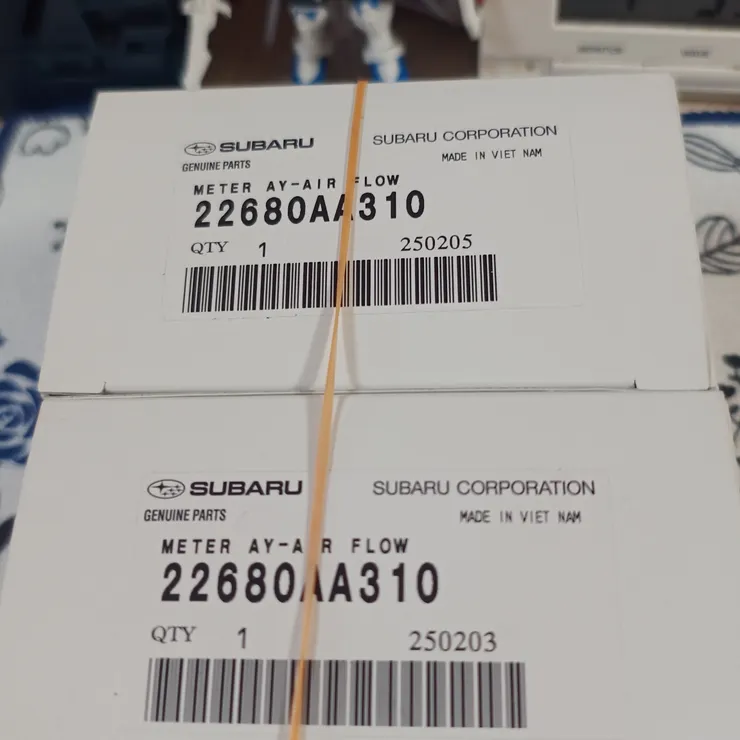 SUBARU SUBARU CORPORATION
GENUINE PARTS MADE IN VIET NAM
METER AY-AIR FLOW
22680AA310
QTY 1 250205
SUBARU SUBARU CORPORATION
GENUINE PARTS MADE IN VIET NAM
METER AY-AIR FLOW
22680AA310
QTY 1 250203